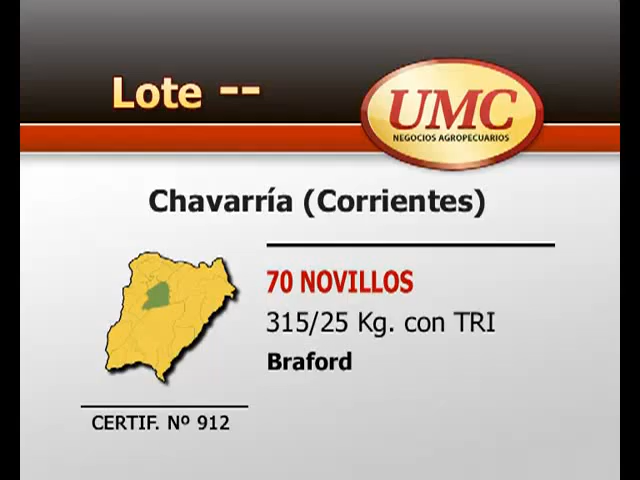 Lote --
UMC
NEGOCIOS AGROPECUARIOS
Chavarría (Corrientes)
70 NOVILLOS
315/25 Kg. con TRI
Braford
CERTIF. Nº 912